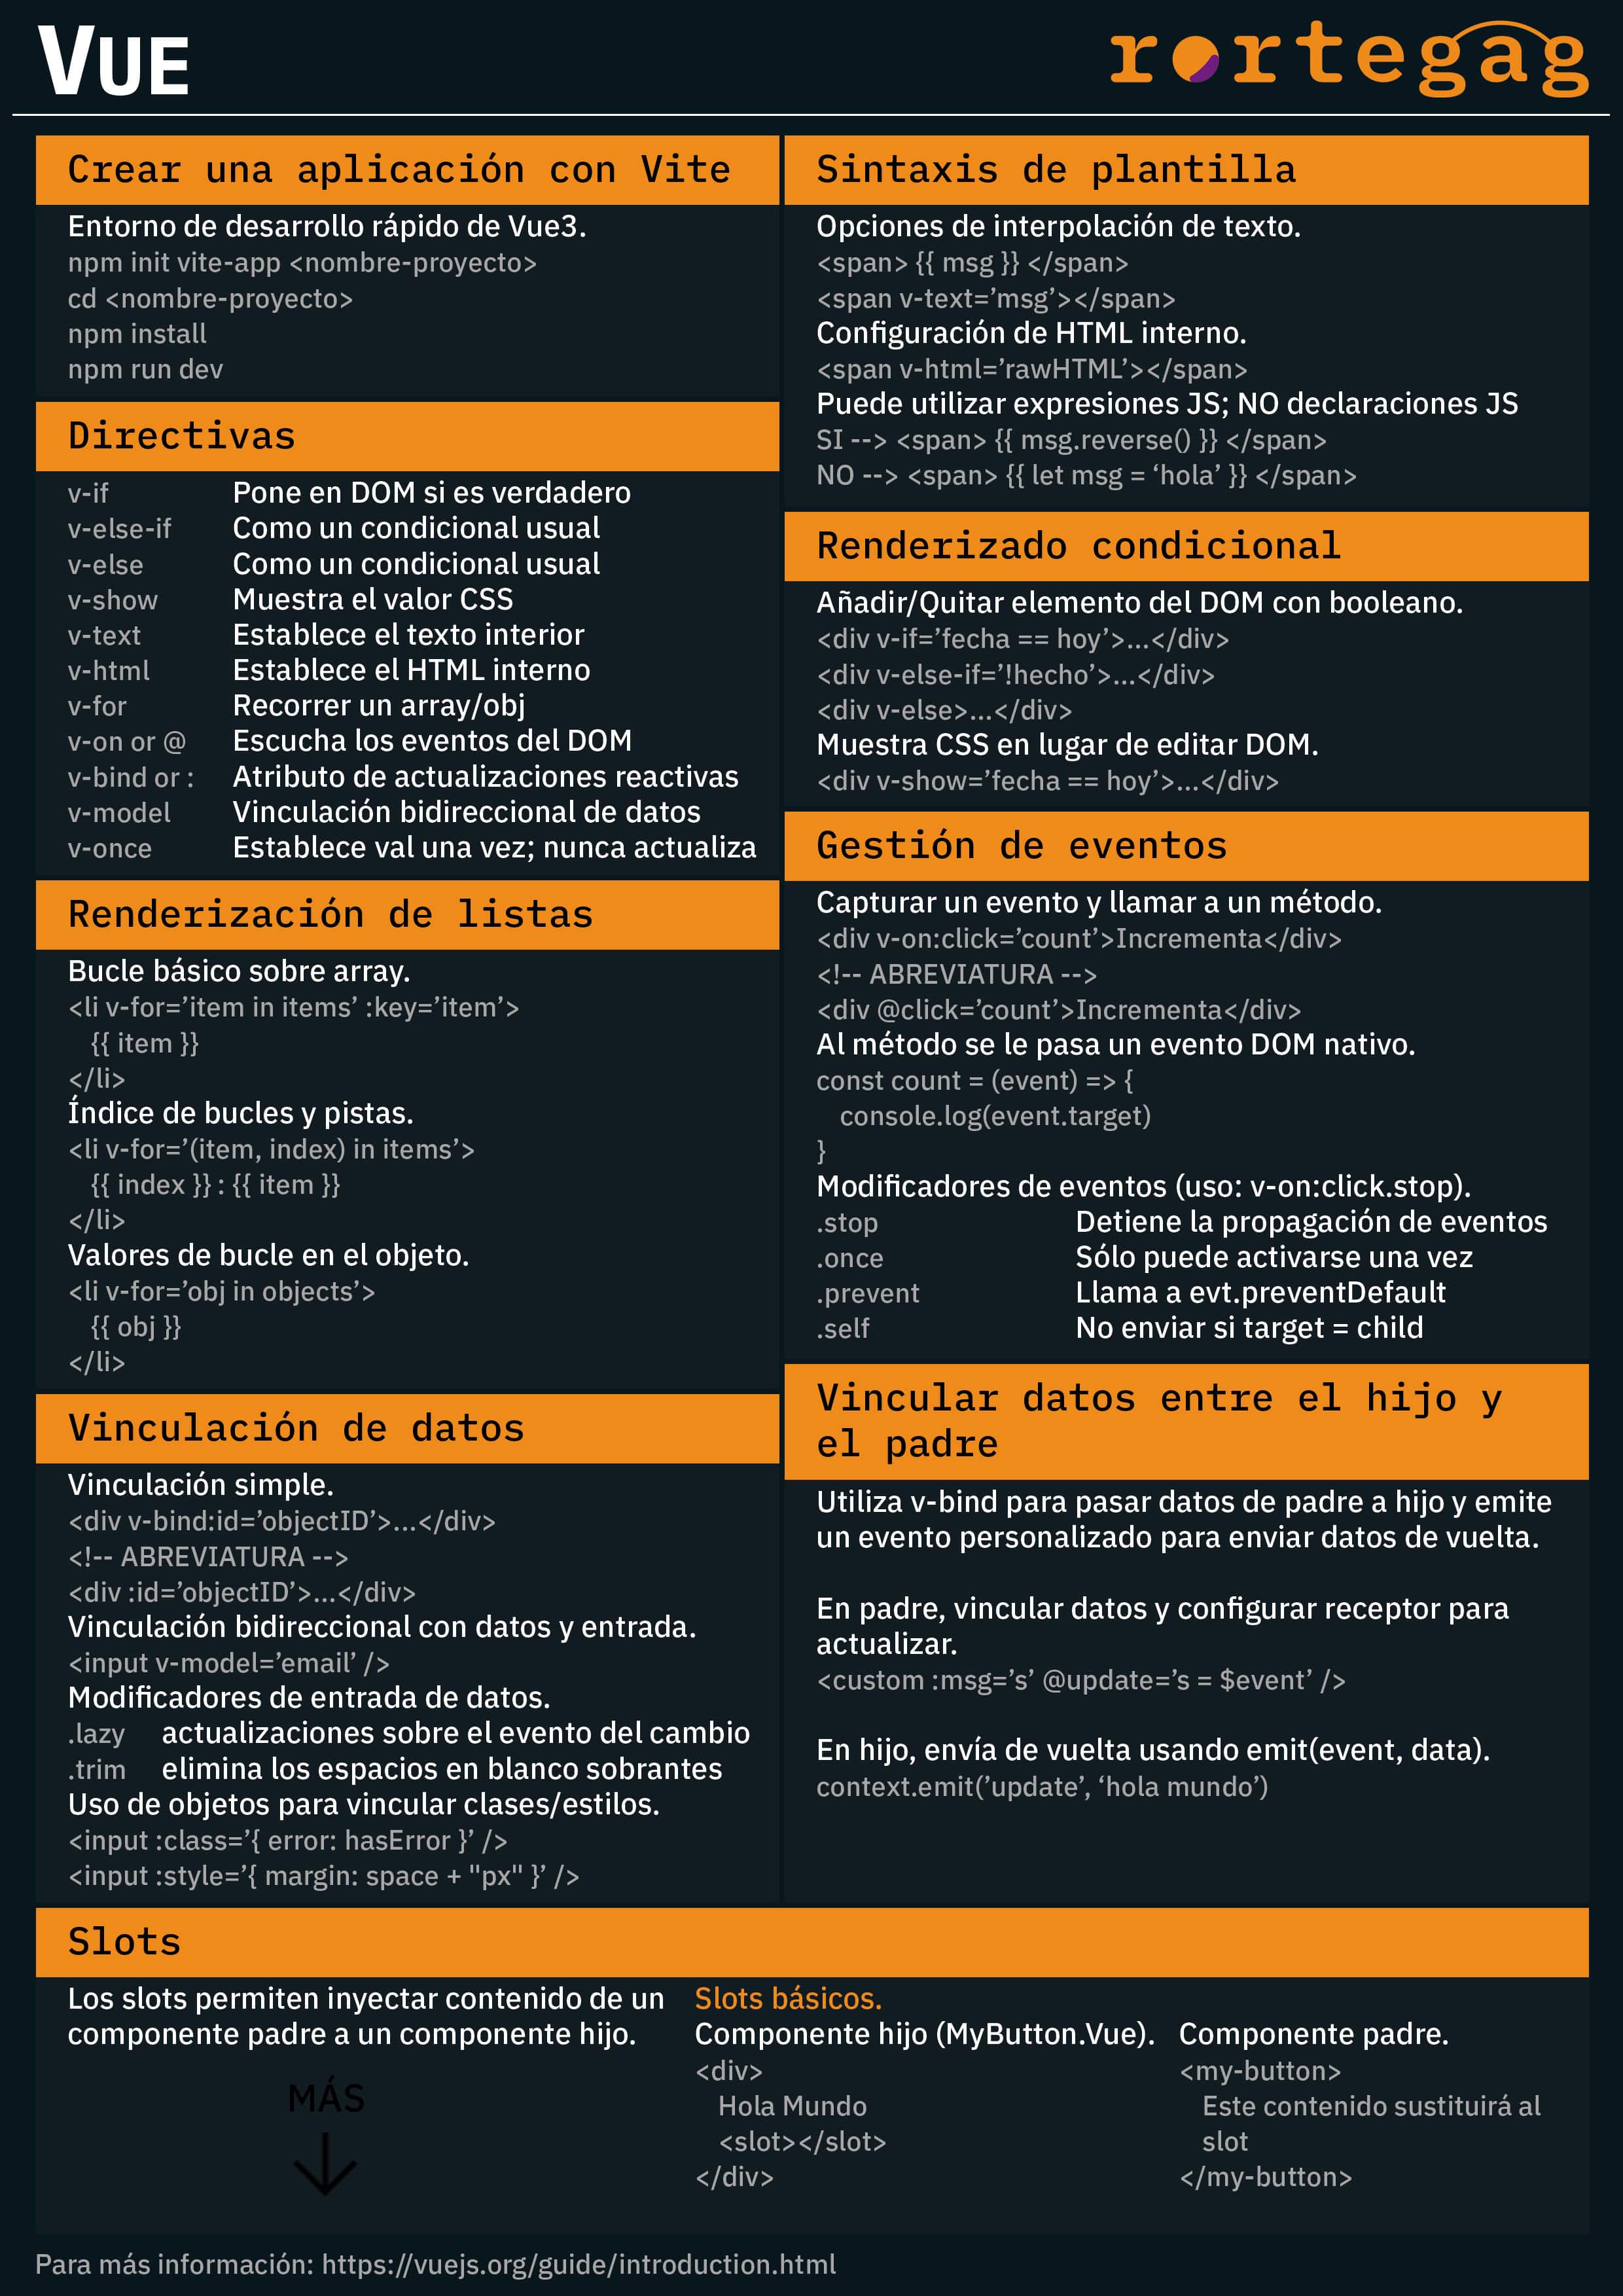 VUE
rortegag
Crear una aplicación con Vite
Entorno de desarrollo rápido de Vue3.
npm init vite-app <nombre-proyecto>
cd <nombre-proyecto>
npm install
npm run dev
Directivas
v-if Pone en DOM si es verdadero
v-else-if Como un condicional usual
v-else Como un condicional usual
v-show Muestra el valor CSS
v-text Establece el texto interior
v-html Establece el HTML interno
v-for Recorrer un array/obj
v-on or @ Escucha los eventos del DOM
v-bind or : Atributo de actualizaciones reactivas
v-model Vinculación bidireccional de datos
v-once Establece val una vez; nunca actualiza
Renderización de listas
Bucle básico sobre array.
<li v-for=’item in items’ :key=’item’>
{{ item }}
</li>
Índice de bucles y pistas.
<li v-for=’(item, index) in items’>
{{ index }} : {{ item }}
</li>
Valores de bucle en el objeto.
<li v-for=’obj in objects’>
{{ obj }}
</li>
Vinculación de datos
Vinculación simple.
<div v-bind:id=’objectID’>...</div>
<!-- ABREVIATURA -->
<div :id=’objectID’>...</div>
Vinculación bidireccional con datos y entrada.
<input v-model=’email’ />
Modificadores de entrada de datos.
.lazy actualizaciones sobre el evento del cambio
.trim elimina los espacios en blanco sobrantes
Uso de objetos para vincular clases/estilos.
<input :class=’{ error: hasError }’ />
<input :style=’{ margin: space + "px" }’ />
Sintaxis de plantilla
Opciones de interpolación de texto.
<span> {{ msg }} </span>
<span v-text=’msg’></span>
Configuración de HTML interno.
<span v-html=’rawHTML’></span>
Puede utilizar expresiones JS; NO declaraciones JS
SI --> <span> {{ msg.reverse() }} </span>
NO --> <span> {{ let msg = ‘hola’ }} </span>
Renderizado condicional
Añadir/Quitar elemento del DOM con booleano.
<div v-if=’fecha == hoy’>...</div>
<div v-else-if=’!hecho’>...</div>
<div v-else>...</div>
Muestra CSS en lugar de editar DOM.
<div v-show=’fecha == hoy’>...</div>
Gestión de eventos
Capturar un evento y llamar a un método.
<div v-on:click=’count’>Incrementa</div>
<!-- ABREVIATURA -->
<div @click=’count’>Incrementa</div>
Al método se le pasa un evento DOM nativo.
const count = (event) => {
console.log(event.target)
}
Modificadores de eventos (uso: v-on:click.stop).
.stop Detiene la propagación de eventos
.once Sólo puede activarse una vez
.prevent Llama a evt.preventDefault
.self No enviar si target = child
Vincular datos entre el hijo y
el padre
Utiliza v-bind para pasar datos de padre a hijo y emite
un evento personalizado para enviar datos de vuelta.
En padre, vincular datos y configurar receptor para
actualizar.
<custom :msg=’s’ @update=’s = $event’ />
En hijo, envía de vuelta usando emit(event, data).
context.emit(’update’, ‘hola mundo’)
Slots
Los slots permiten inyectar contenido de un
componente padre a un componente hijo.
MÁS
Slots básicos.
Componente hijo (MyButton.Vue).
<div>
Hola Mundo
<slot></slot>
</div>
Componente padre.
<my-button>
Este contenido sustituirá al
slot
</my-button>
Para más información: https://vuejs.org/guide/introduction.html